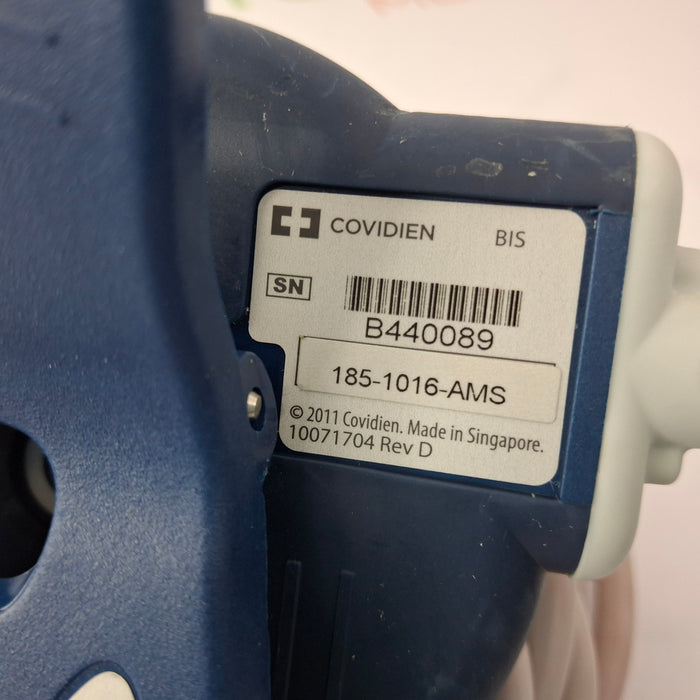 COVIDIEN BIS
SN
B440089
185-1016-AMS
© 2011 Covidien. Made in Singapore.
10071704 Rev D